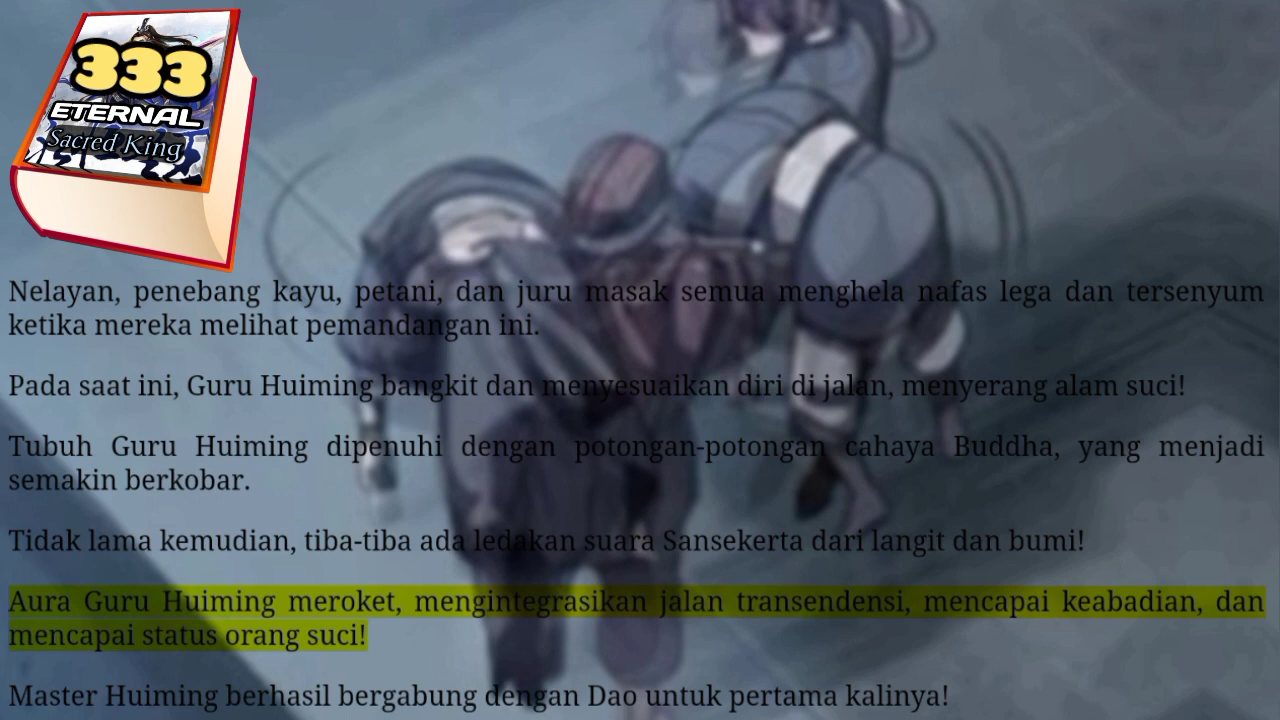 333
ETERNAL
Sacred King
Nelayan, penebang kayu, petani, dan juru masak semua menghela nafas lega dan tersenyum
ketika mereka melihat pemandangan ini.
Pada saat ini, Guru Huiming bangkit dan menyesuaikan diri di jalan, menyerang alam suci!
Tubuh Guru Huiming dipenuhi dengan potongan-potongan cahaya Buddha, yang menjadi
semakin berkobar.
Tidak lama kemudian, tiba-tiba ada ledakan suara Sansekerta dari langit dan bumi!
Aura Guru Huiming meroket, mengintegrasikan jalan transendensi, mencapai keabadian, dan
mencapai status orang suci!
Master Huiming berhasil bergabung dengan Dao untuk pertama kalinya!